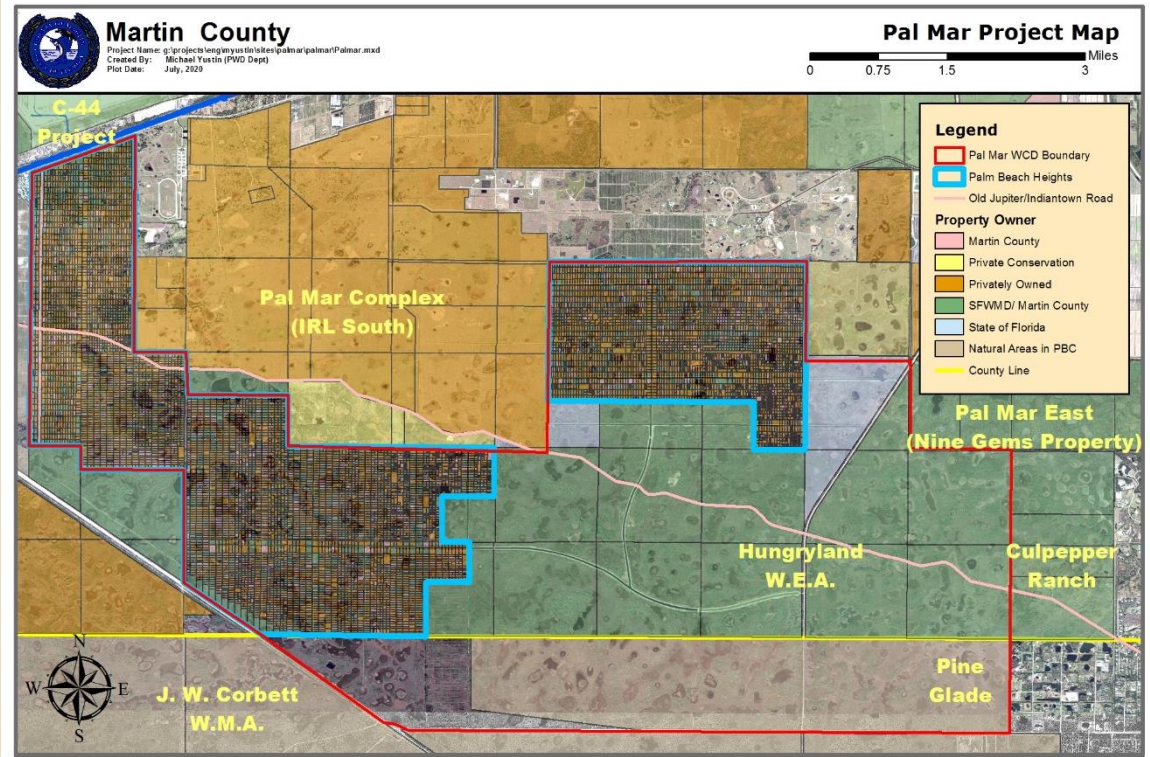 Martin County
Project Name: g:\projects\eng\myustin\sites\palmar\palmar\Palmar.mxd
Created By: Michael Yustin (PWD Dept)
Plot Date: July, 2020
Pal Mar Project Map
Miles
0 0.75 1.5 3
C-44
Project
Legend
Pal Mar WCD Boundary
Palm Beach Heights
Old Jupiter/Indiantown Road
Property Owner
Martin County
Private Conservation
Privately Owned
SFWMD/ Martin County
State of Florida
Natural Areas in PBC
County Line
Pal Mar Complex
(IRL South)
Pal Mar East
(Nine Gems Property)
Hungryland
W.E.A.
Culpepper
Ranch
Pine
Glade
J. W. Corbett
W.M.A.
N
W E
S